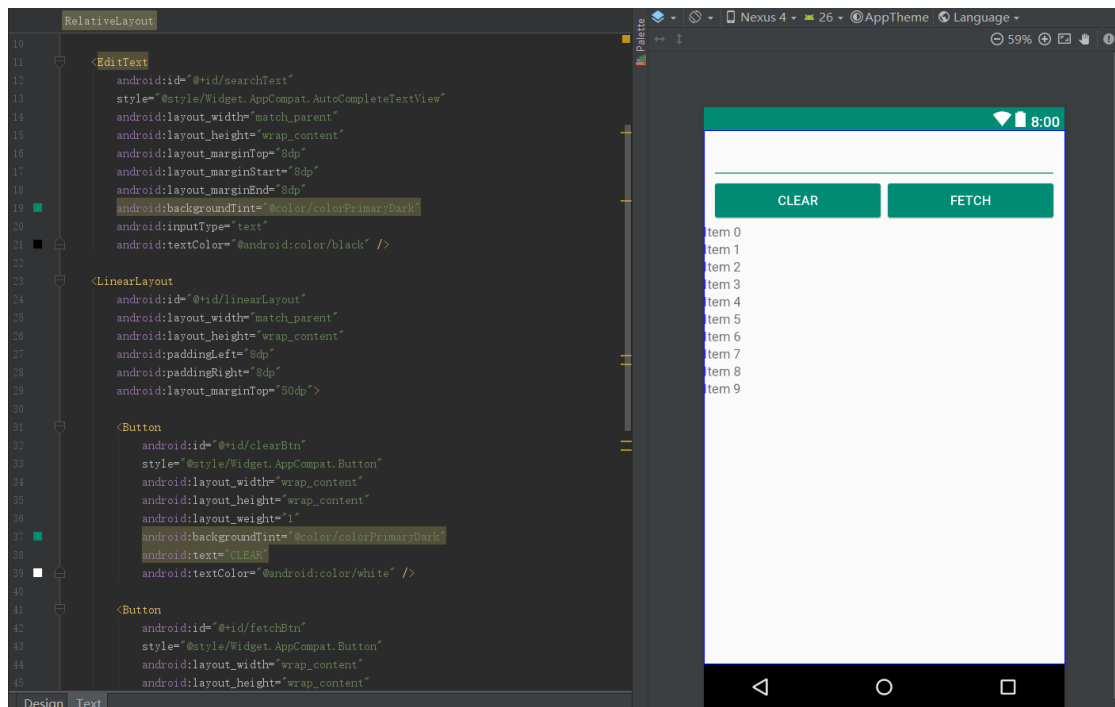 RelativeLayout
10
11 <EditText
12 android:id="@+id/searchText"
13 style="@style/Widget.AppCompat.AutoCompleteTextView"
14 android:layout_width="match_parent"
15 android:layout_height="wrap_content"
16 android:layout_marginTop="8dp"
17 android:layout_marginStart="8dp"
18 android:layout_marginEnd="8dp"
19 android:backgroundTint="@color/colorPrimaryDark"
20 android:inputType="text"
21 android:textColor="@android:color/black" />
22
23 <LinearLayout
24 android:id="@+id/linearLayout"
25 android:layout_width="match_parent"
26 android:layout_height="wrap_content"
27 android:paddingLeft="8dp"
28 android:paddingRight="8dp"
29 android:layout_marginTop="50dp">
30
31 <Button
32 android:id="@+id/clearBtn"
33 style="@style/Widget.AppCompat.Button"
34 android:layout_width="wrap_content"
35 android:layout_height="wrap_content"
36 android:layout_weight="1"
37 android:backgroundTint="@color/colorPrimaryDark"
38 android:text="CLEAR"
39 android:textColor="@android:color/white" />
40
41 <Button
42 android:id="@+id/fetchBtn"
43 style="@style/Widget.AppCompat.Button"
44 android:layout_width="wrap_content"
45 android:layout_height="wrap_content"
Design Text
Palette
Nexus 4 26 AppTheme Language
59%
8:00
CLEAR FETCH
Item 0
Item 1
Item 2
Item 3
Item 4
Item 5
Item 6
Item 7
Item 8
Item 9